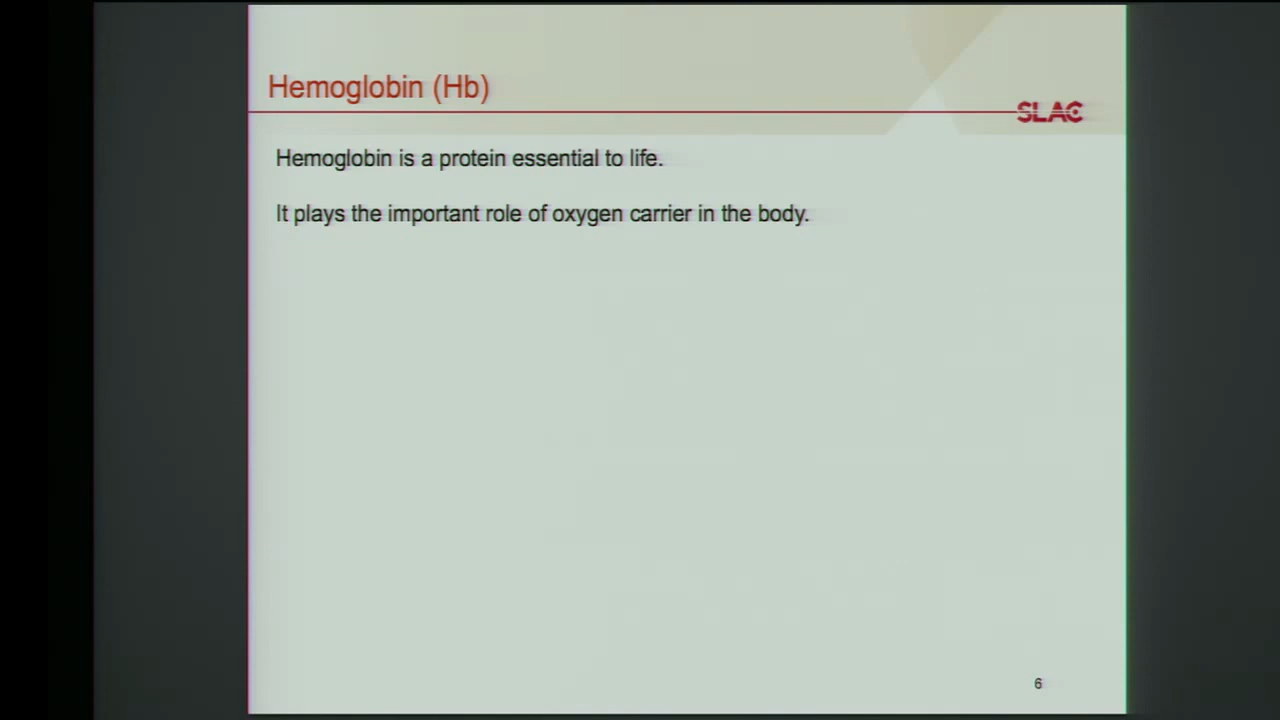 Hemoglobin (Hb)
SLAC
Hemoglobin is a protein essential to life.
It plays the important role of oxygen carrier in the body.
6